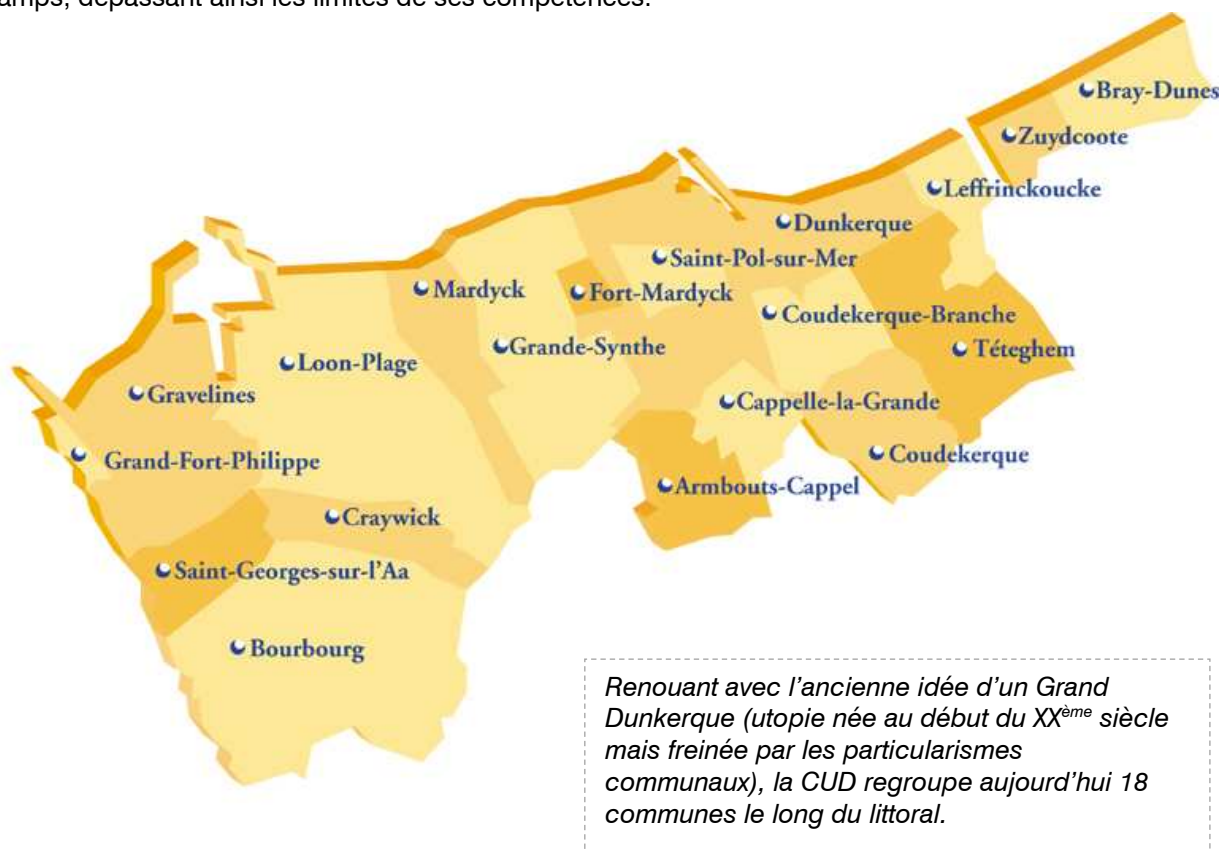 amps, dépassant ainsi les limites de ses compétences.
Bray-Dunes
Zuydcoote
Leffrinckoucke
Dunkerque
Saint-Pol-sur-Mer
Mardyck
Fort-Mardyck
Coudekerque-Branche
Grande-Synthe
Téteghem
Loon-Plage
Gravelines
Cappelle-la-Grande
Grand-Fort-Philippe
Coudekerque
Armbouts-Cappel
Craywick
Saint-Georges-sur-l'Aa
Bourbourg
Renouant avec l'ancienne idée d'un Grand
Dunkerque (utopie née au début du XXème siècle
mais freinée par les particularismes
communaux), la CUD regroupe aujourd'hui 18
communes le long du littoral.